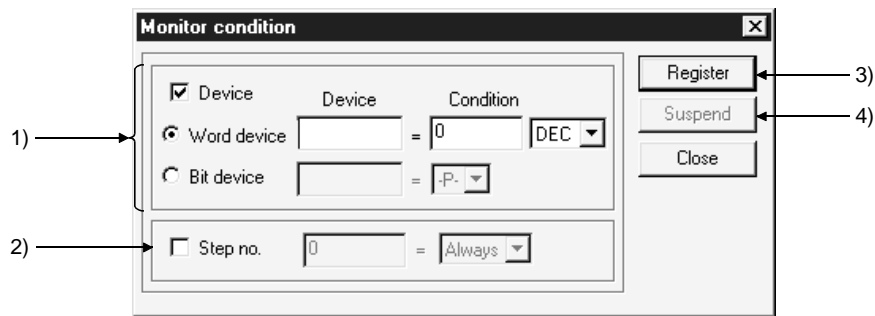 Monitor condition
Device
Device
Condition
Word device
=
0
DEC
Bit device
=
-P-
Step no.
0
=
Always
Register
Suspend
Close
1)
2)
3)
4)